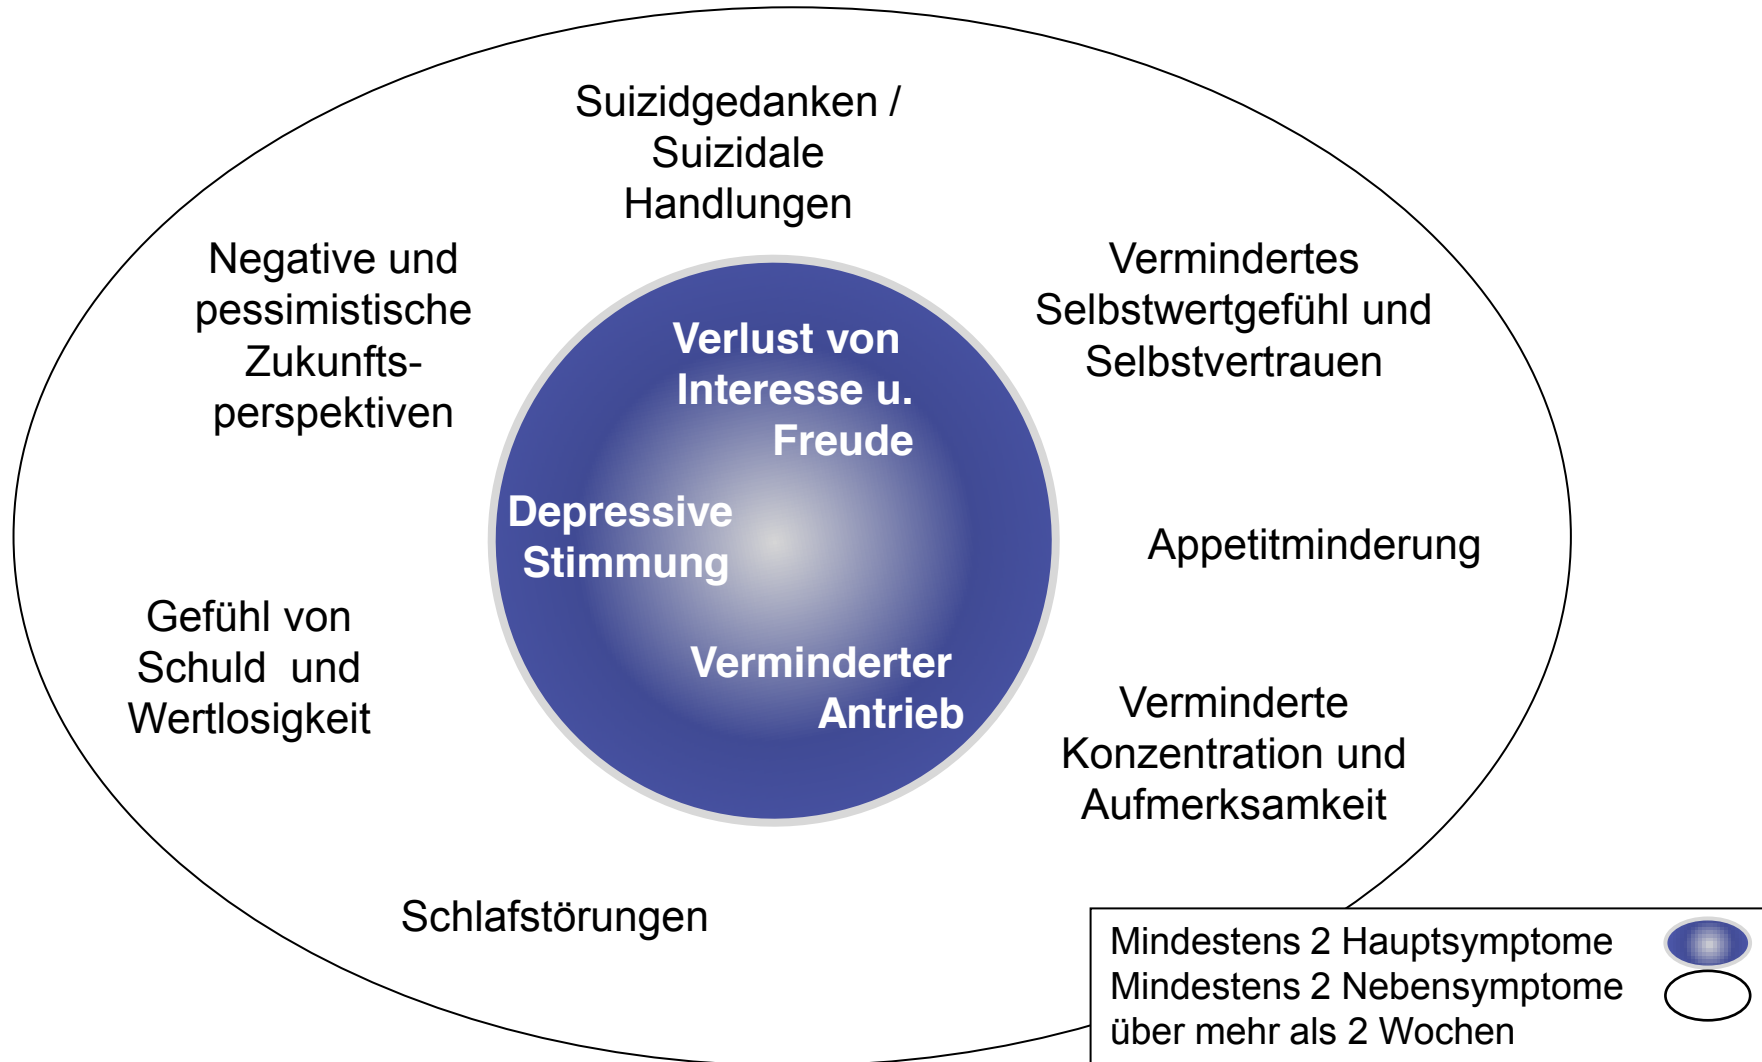 Suizidgedanken /
Suizidale
Handlungen
Negative und
pessimistische
Zukunfts-
perspektiven
Vermindertes
Selbstwertgefühl und
Selbstvertrauen
Verlust von
Interesse u.
Freude
Depressive
Stimmung
Appetitminderung
Gefühl von
Schuld und
Wertlosigkeit
Verminderter
Antrieb
Verminderte
Konzentration und
Aufmerksamkeit
Schlafstörungen
Mindestens 2 Hauptsymptome
Mindestens 2 Nebensymptome
über mehr als 2 Wochen